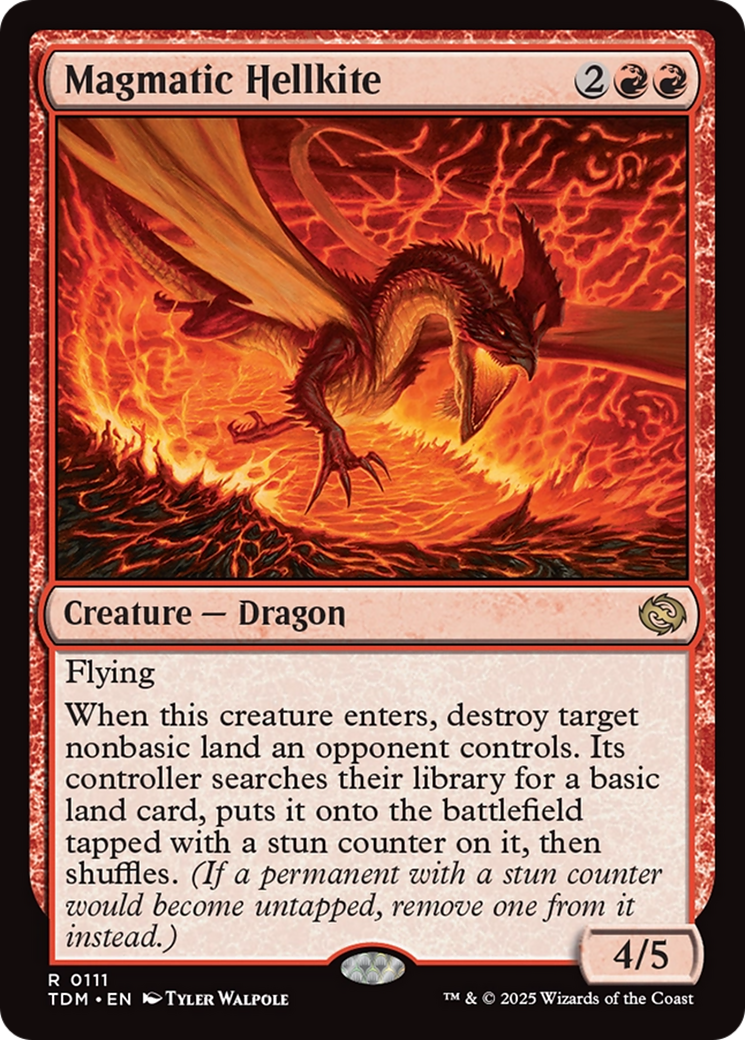 Magmatic Hellkite 2
Creature — Dragon
Flying
When this creature enters, destroy target
nonbasic land an opponent controls. Its
controller searches their library for a basic
land card, puts it onto the battlefield
tapped with a stun counter on it, then
shuffles. (If a permanent with a stun counter
would become untapped, remove one from it
instead.)
4/5
R 0111
TDM • EN Tyler Walpole ™ & © 2025 Wizards of the Coast